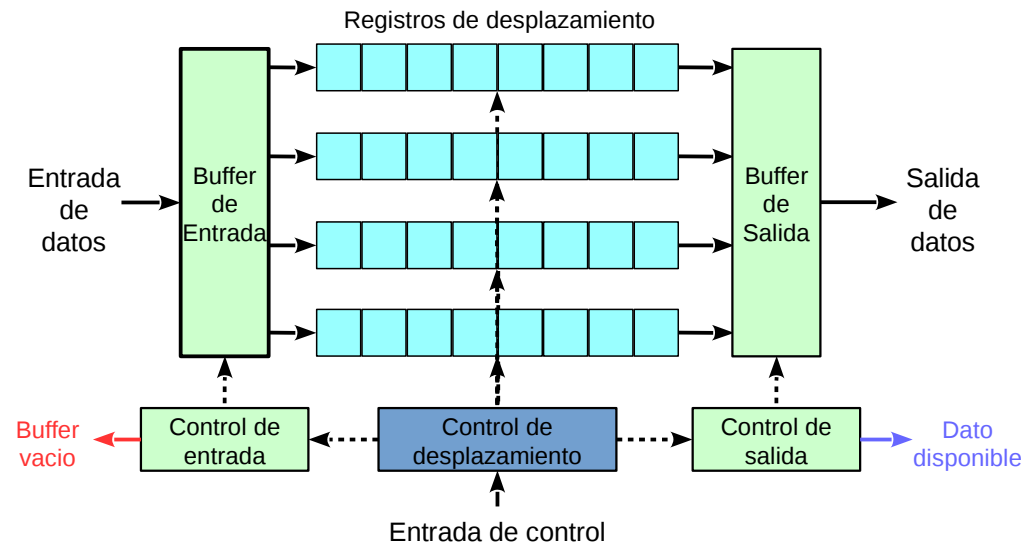 Registros de desplazamiento
Entrada
de
datos
Buffer
de
Entrada
Buffer
de
Salida
Salida
de
datos
Buffer
vacio
Control de
entrada
Control de
desplazamiento
Control de
salida
Dato
disponible
Entrada de control